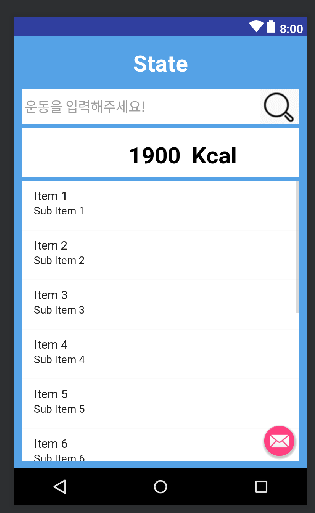 8:00
State
운동을 입력해주세요!
1900 Kcal
Item 1
Sub Item 1
Item 2
Sub Item 2
Item 3
Sub Item 3
Item 4
Sub Item 4
Item 5
Sub Item 5
Item 6
Sub Item 6